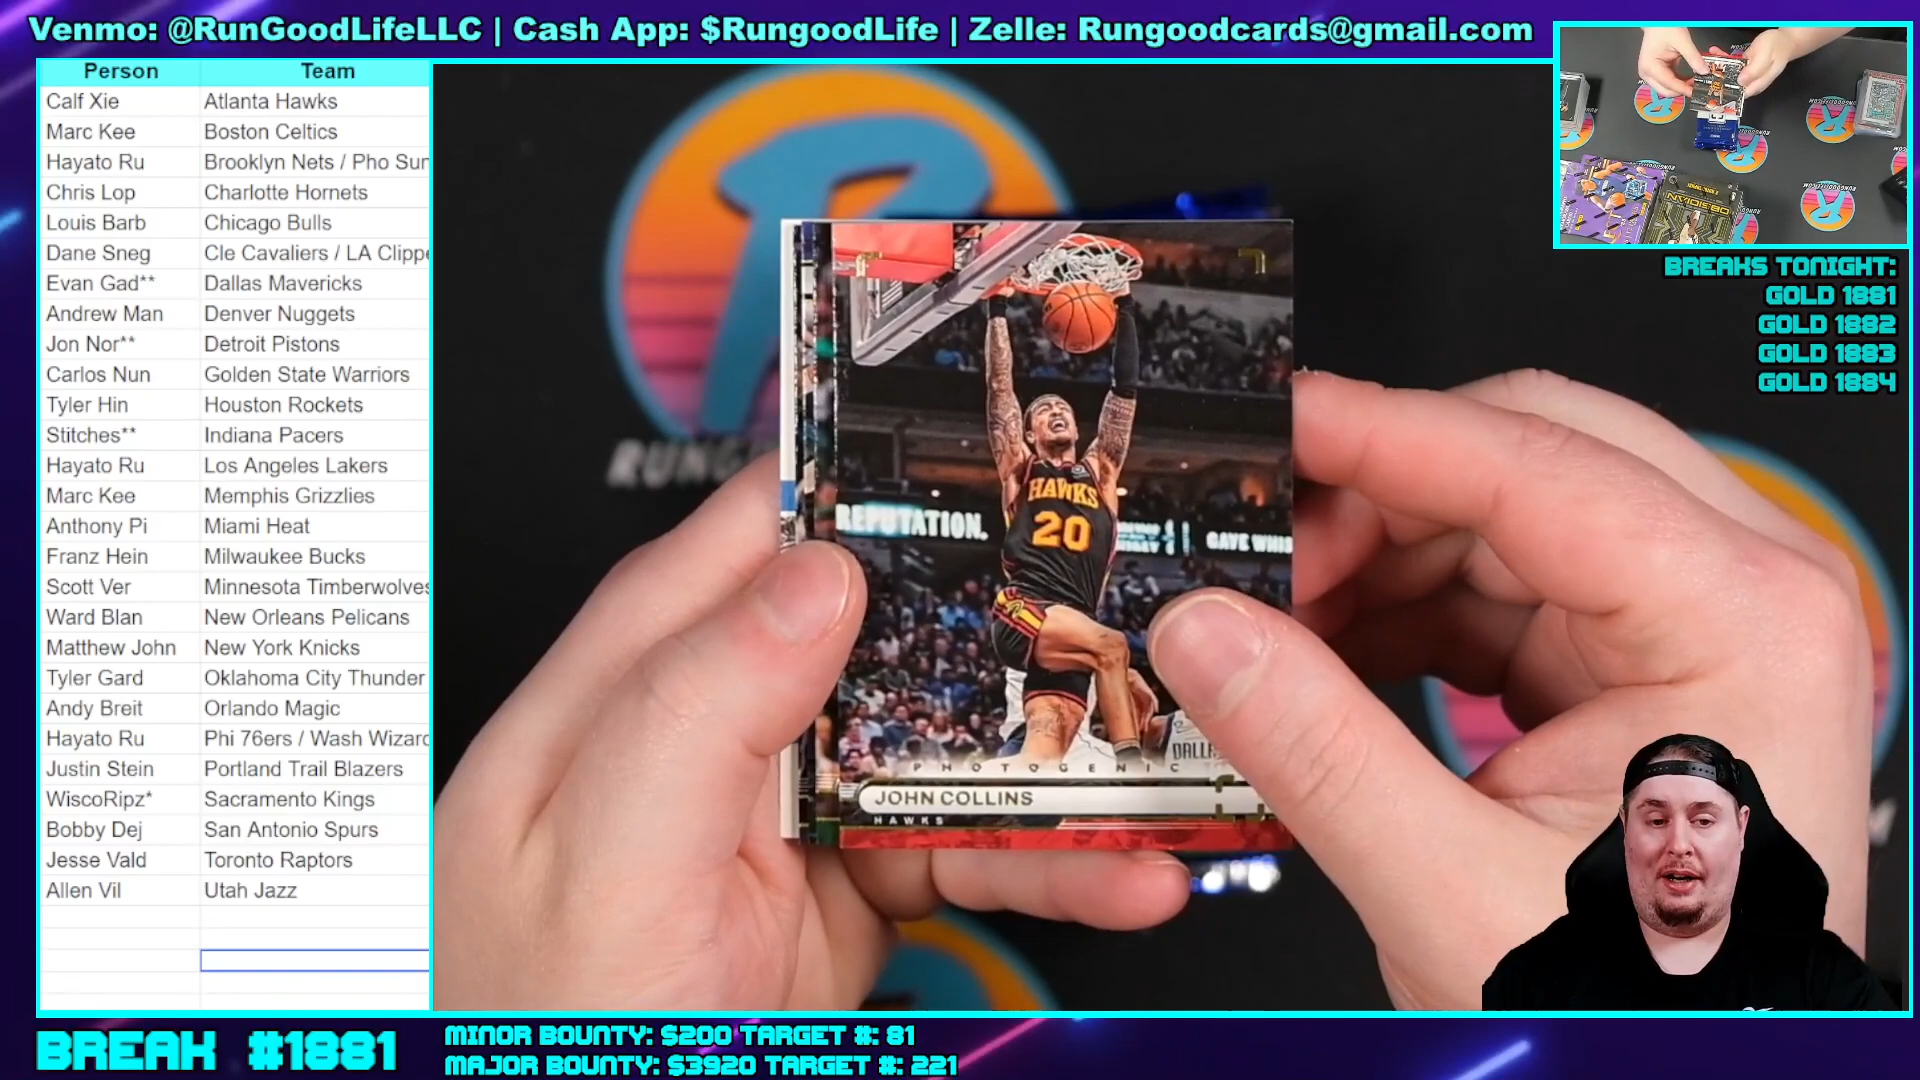 Venmo: @RunGoodLifeLLC | Cash App: $RungoodLife | Zelle: Rungoodcards@gmail.com
Person Team
Calf Xie Atlanta Hawks
Marc Kee Boston Celtics
Hayato Ru Brooklyn Nets / Pho Sun
Chris Lop Charlotte Hornets
Louis Barb Chicago Bulls
Dane Sneg Cle Cavaliers / LA Clippe
Evan Gad** Dallas Mavericks
Andrew Man Denver Nuggets
Jon Nor** Detroit Pistons
Carlos Nun Golden State Warriors
Tyler Hin Houston Rockets
Stitches** Indiana Pacers
Hayato Ru Los Angeles Lakers
Marc Kee Memphis Grizzlies
Anthony Pi Miami Heat
Franz Hein Milwaukee Bucks
Scott Ver Minnesota Timberwolves
Ward Blan New Orleans Pelicans
Matthew John New York Knicks
Tyler Gard Oklahoma City Thunder
Andy Breit Orlando Magic
Hayato Ru Phi 76ers / Wash Wizard
Justin Stein Portland Trail Blazers
WiscoRipz* Sacramento Kings
Bobby Dej San Antonio Spurs
Jesse Vald Toronto Raptors
Allen Vil Utah Jazz
RUNG
REPUTATION.
GAVE WHIS
HAWKS
20
DALL
PHOTOGENIC
JOHN COLLINS
HAWKS
OBSIDIAN
BREAKS TONIGHT:
GOLD 1881
GOLD 1882
GOLD 1883
GOLD 1884
BREAK #1881
MINOR BOUNTY: $200 TARGET #: 81
MAJOR BOUNTY: $3920 TARGET #: 221